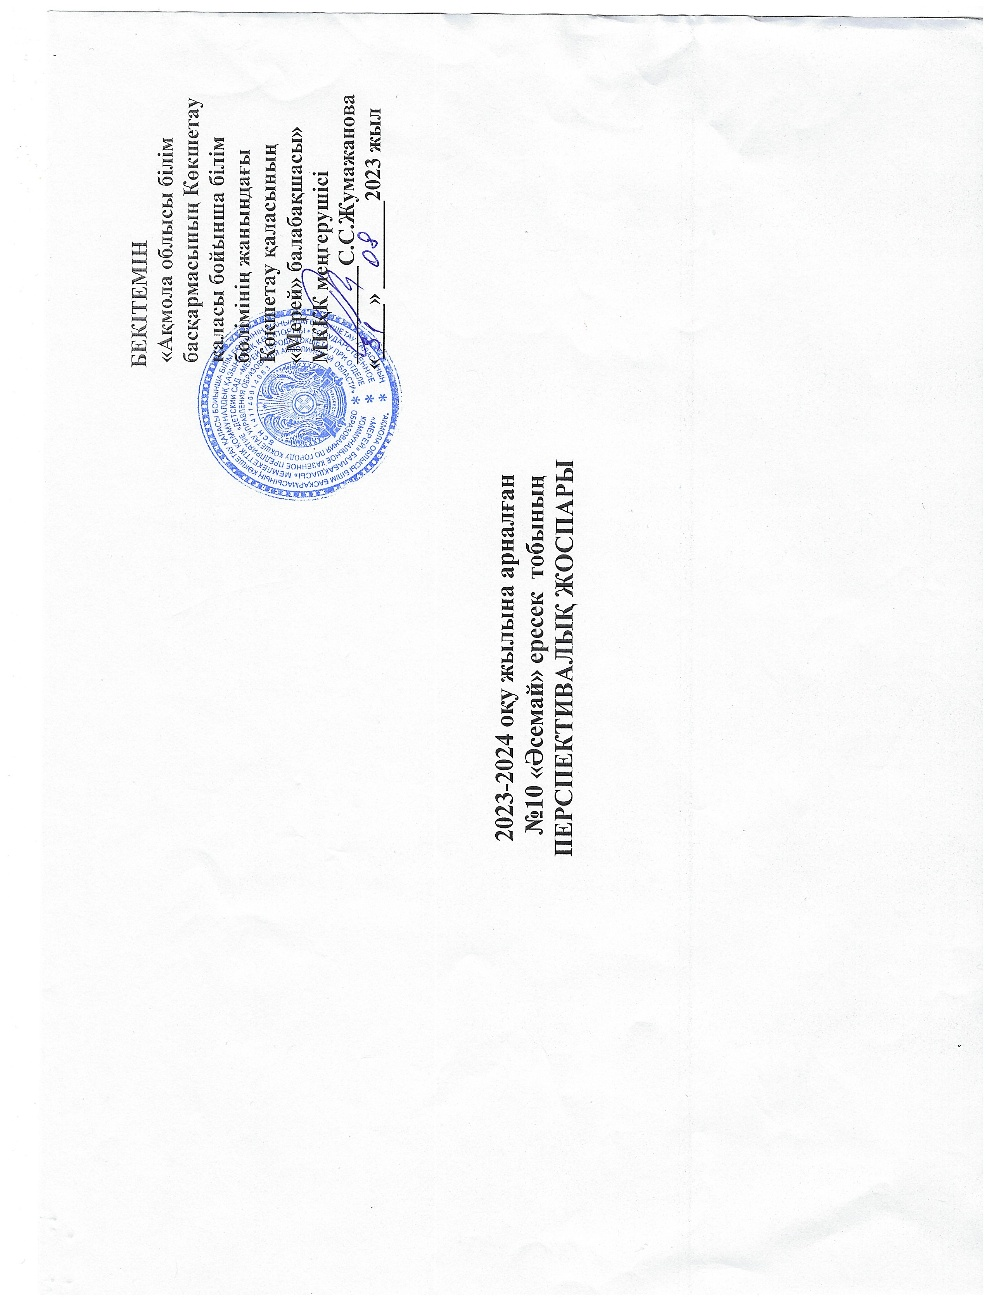 БЕКІТЕМІН
«Ақмола облысы білім
басқармасының Көкшетау
қаласы бойынша білім
бөлімінің жанындағы
Көкшетау қаласының
«Мерей» балабақшасы»
МКҚК меңгерушісі
С.С.Жумажанова
« » 08 2023 жыл
2023-2024 оқу жылына арналған
№10 «Әсемай» ересек тобының
ПЕРСПЕКТИВАЛЫҚ ЖОСПАРЫ